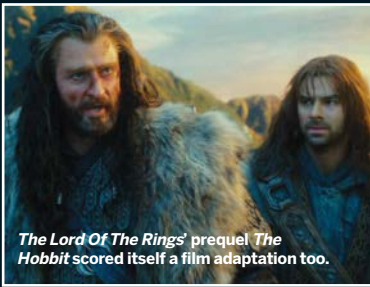 The Lord Of The Rings' prequel The
Hobbit scored itself a film adaptation too.